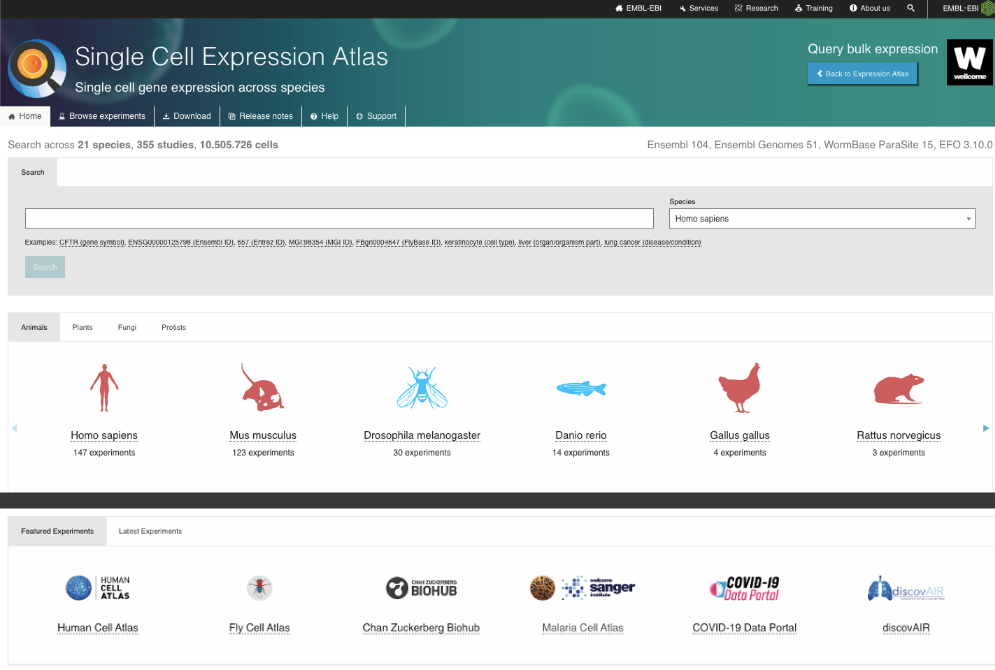 EMBL-EBI Services Research Training About us EMBL-EBI
Single Cell Expression Atlas
Single cell gene expression across species
Query bulk expression
Back to Expression Atlas
W
wellcome
Home Browse experiments Download Release notes Help Support
Search across 21 species, 355 studies, 10.505.726 cells
Ensembl 104, Ensembl Genomes 51, WormBase ParaSite 15, EFO 3.10.0
Search
Species
Homo sapiens
Examples: CFTR (gene symbol), ENSG00000125798 (Ensembl ID), 657 (Entrez ID), MGI:98354 (MGI ID), FBgn0004647 (FlyBase ID), keratinocyte (cell type), liver (organ/organism part), lung cancer (disease/condition)
Search
Animals Plants Fungi Protists
Homo sapiens Mus musculus Drosophila melanogaster Danio rerio Gallus gallus Rattus norvegicus
147 experiments 123 experiments 30 experiments 14 experiments 4 experiments 3 experiments
Featured Experiments Latest Experiments
HUMAN
CELL
ATLAS
CHAN ZUCKERBERG
BIOHUB
wellcome
sanger
institute
COVID-19
Data Portal
discovAIR
Human Cell Atlas Fly Cell Atlas Chan Zuckerberg Biohub Malaria Cell Atlas COVID-19 Data Portal discovAIR